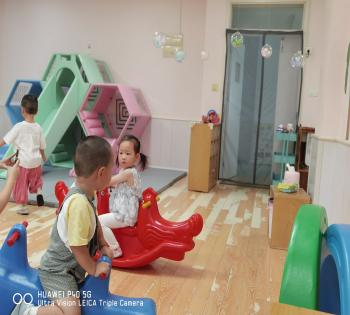 HUAWEI P40 5G
Ultra Vision LEICA Triple Camera